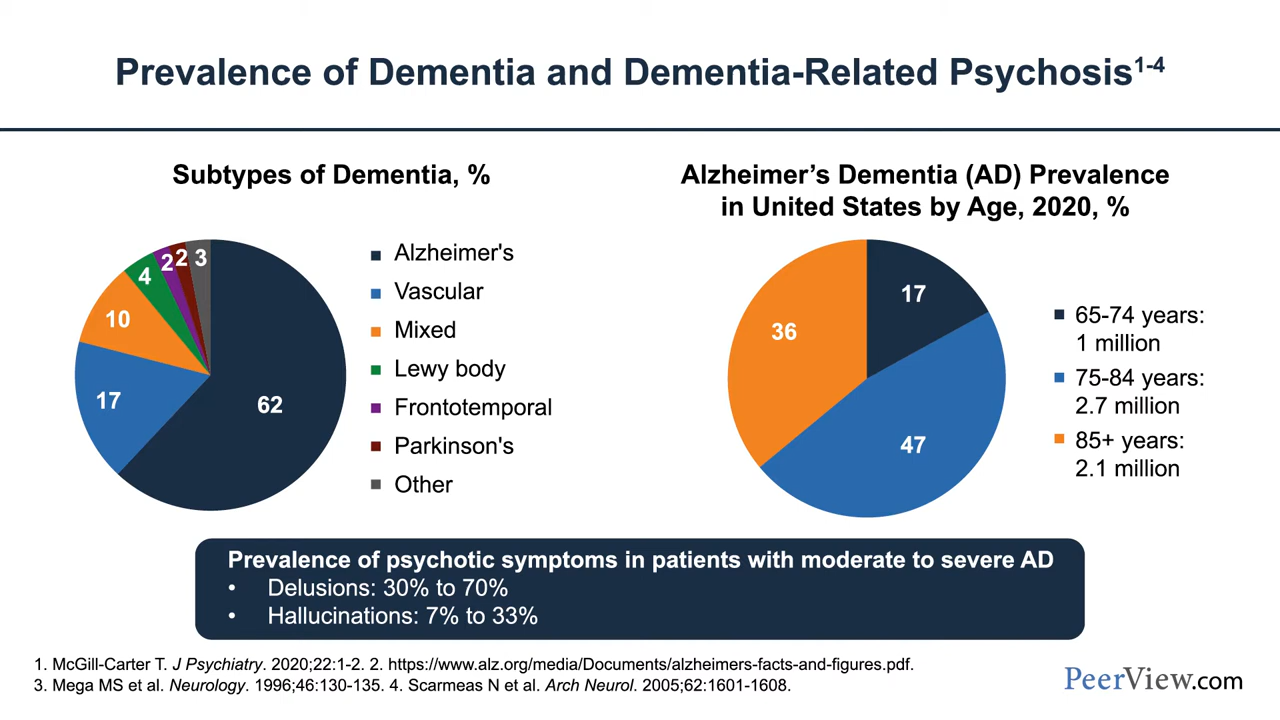 Prevalence of Dementia and Dementia-Related Psychosis1-4
Subtypes of Dementia, %
62
17
10
4
2
2
3
Alzheimer's
Vascular
Mixed
Lewy body
Frontotemporal
Parkinson's
Other
Alzheimer’s Dementia (AD) Prevalence
in United States by Age, 2020, %
17
47
36
65-74 years:
1 million
75-84 years:
2.7 million
85+ years:
2.1 million
Prevalence of psychotic symptoms in patients with moderate to severe AD
• Delusions: 30% to 70%
• Hallucinations: 7% to 33%
1. McGill-Carter T. J Psychiatry. 2020;22:1-2. 2. https://www.alz.org/media/Documents/alzheimers-facts-and-figures.pdf.
3. Mega MS et al. Neurology. 1996;46:130-135. 4. Scarmeas N et al. Arch Neurol. 2005;62:1601-1608.
PeerView.com